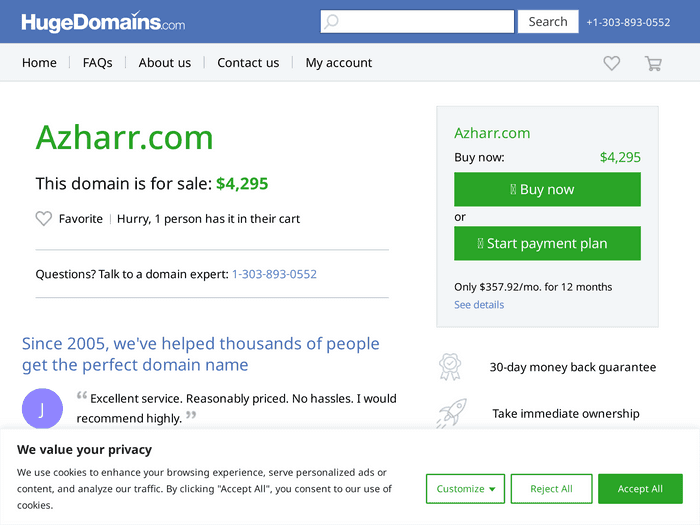 HugeDomains.com
Search
+1-303-893-0552
Home
FAQs
About us
Contact us
My account
Azharr.com
This domain is for sale: $4,295
Favorite
Hurry, 1 person has it in their cart
Questions? Talk to a domain expert: 1-303-893-0552
Since 2005, we've helped thousands of people
get the perfect domain name
J
“ Excellent service. Reasonably priced. No hassles. I would
recommend highly. ”
Azharr.com
Buy now:
$4,295
Buy now
or
Start payment plan
Only $357.92/mo. for 12 months
See details
30-day money back guarantee
Take immediate ownership
We value your privacy
We use cookies to enhance your browsing experience, serve personalized ads or
content, and analyze our traffic. By clicking "Accept All", you consent to our use of
cookies.
Customize
Reject All
Accept All